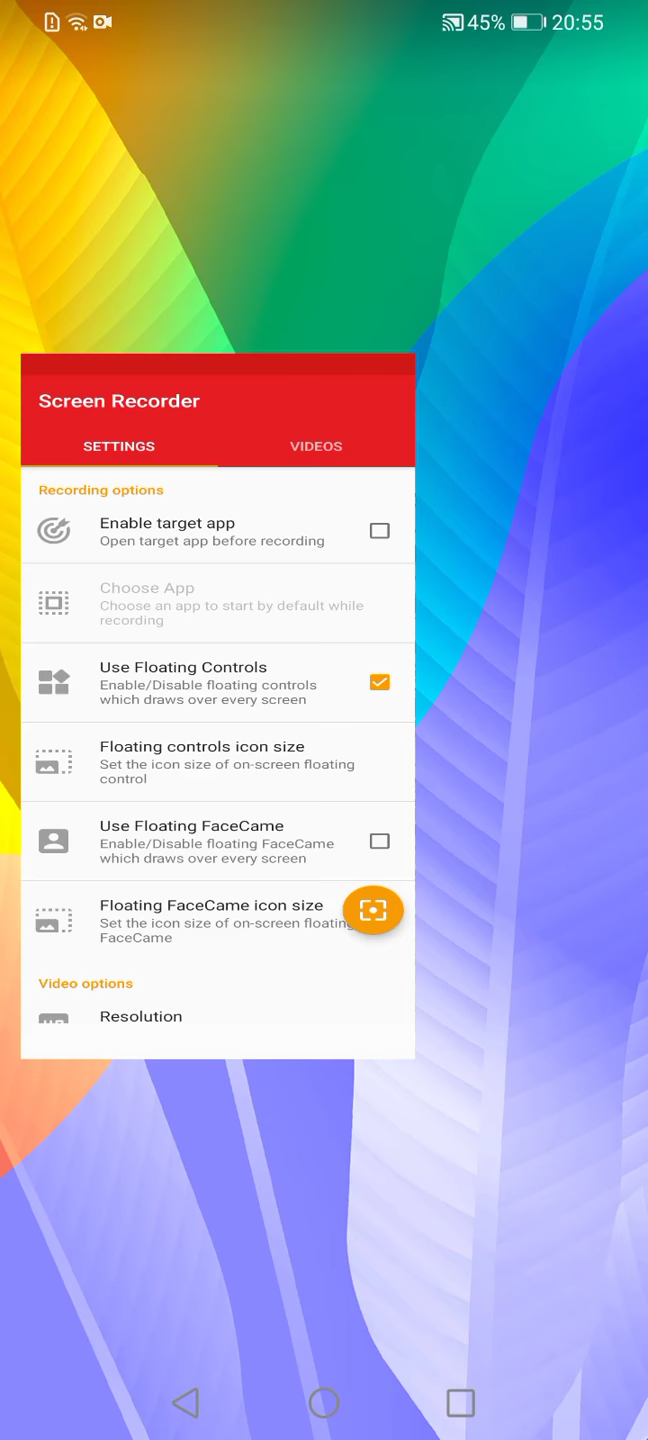 45% 20:55
Screen Recorder
SETTINGS VIDEOS
Recording options
Enable target app
Open target app before recording
Choose App
Choose an app to start by default while
recording
Use Floating Controls
Enable/Disable floating controls
which draws over every screen
Floating controls icon size
Set the icon size of on-screen floating
control
Use Floating FaceCame
Enable/Disable floating FaceCame
which draws over every screen
Floating FaceCame icon size
Set the icon size of on-screen floating
FaceCame
Video options
Resolution